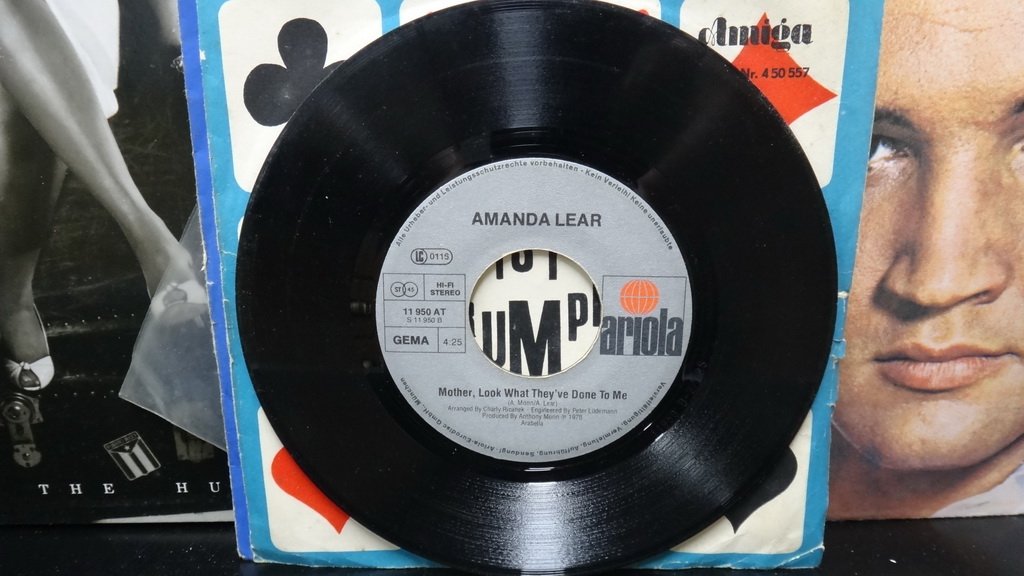 Amiga
Nr. 4 50 557
Alle Urheber- und Leistungsschutzrechte vorbehalten - Kein Verleih! Keine unerlaubte
AMANDA LEAR
LC 0115
ST 45
HI-FI
STEREO
11 950 AT
S 11 950 B
GEMA 4:25
UMP
ariola
Mother, Look What They've Done To Me
(A. Monn/A. Lear)
Arranged By Charly Ricanek · Engineered By Peter Lüdemann
Produced By Anthony Monn ℗ 1978
Arabella
Vervielfältigung, Vermietung, Aufführung, Sendung! Ariola-Eurodisc GmbH, München
THE HU